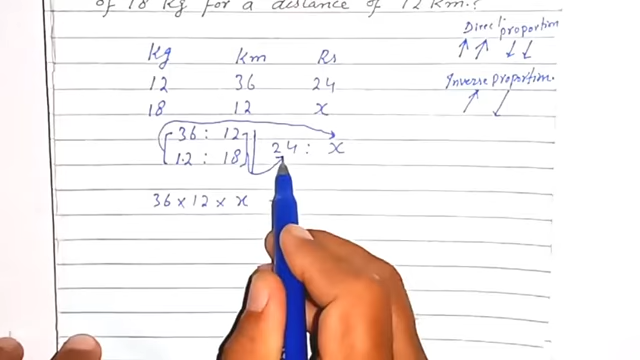 of 18 Kg for a distance of 12 Km.?
Direct proportion
Kg Km Rs
12 36 24
Inverse proportion
18 12 x
36 : 12
24 : x
12 : 18
36 × 12 × x